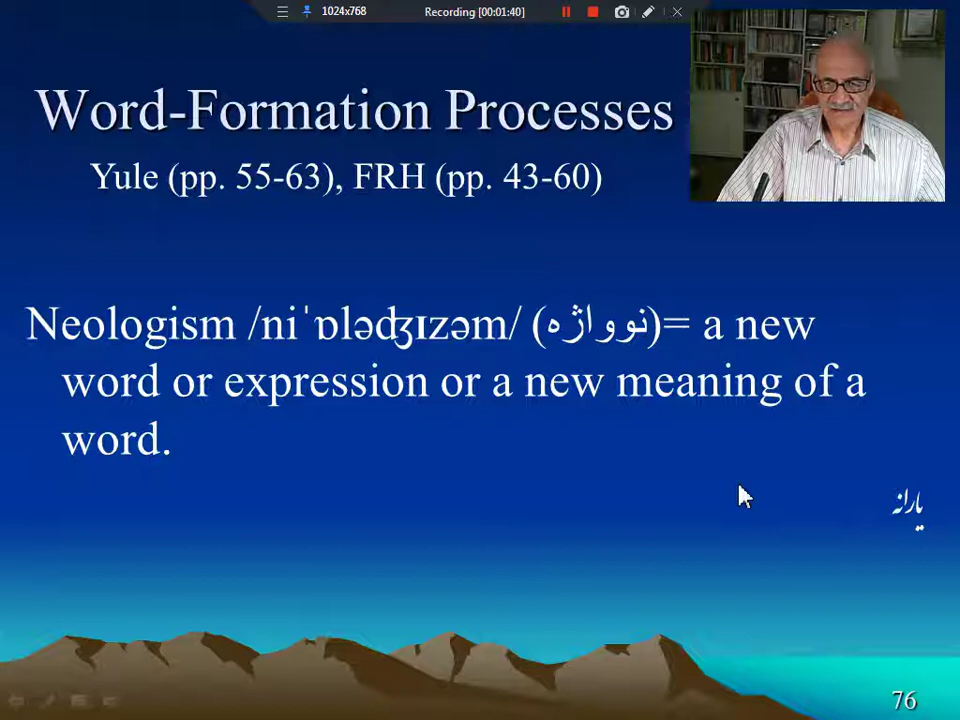 1024x768
Recording [00:01:40]
Word-Formation Processes
Yule (pp. 55-63), FRH (pp. 43-60)
Neologism /niˈɒləʤɪzəm/ (نوواژه)= a new
word or expression or a new meaning of a
word.
یارانه
76